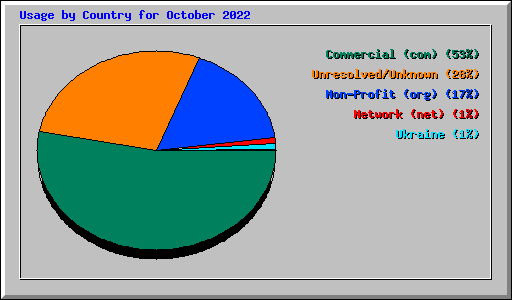 Usage by Country for October 2022
Commercial (com) (53%)
Unresolved/Unknown (28%)
Non-Profit (org) (17%)
Network (net) (1%)
Ukraine (1%)